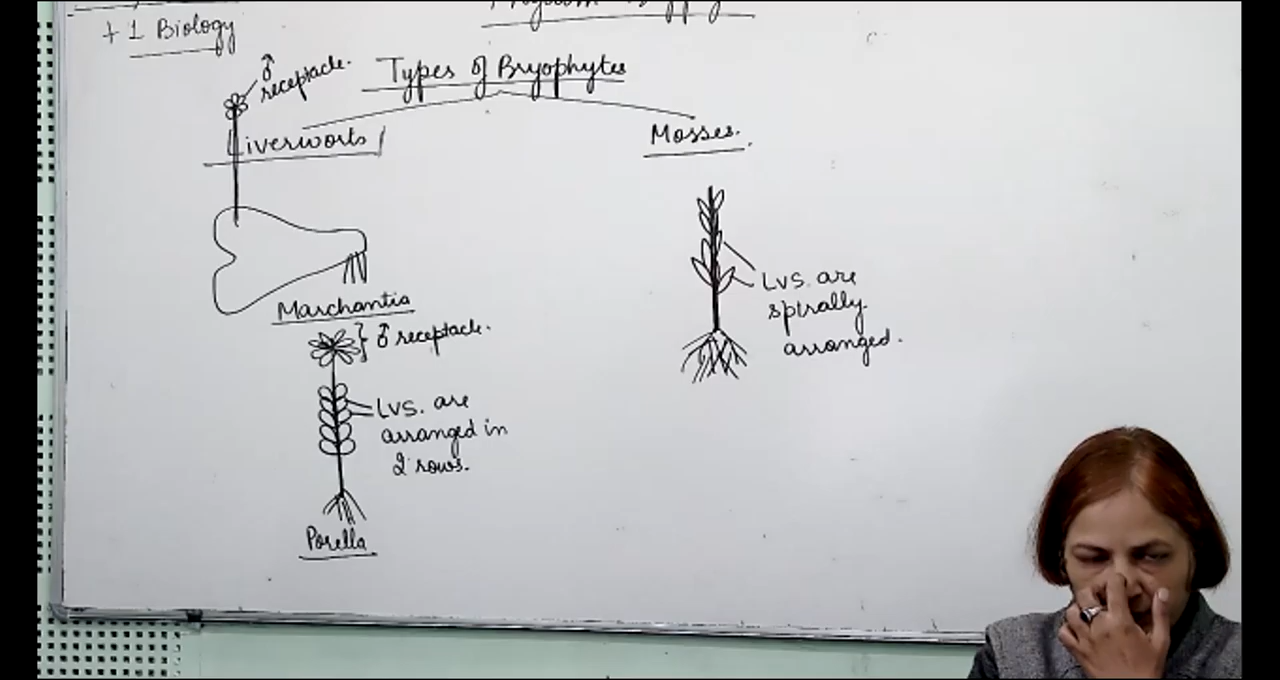 + 1 Biology
♂
receptacle.
Types of Bryophytes
Liverworts
Mosses.
Marchantia
♂ receptacle.
Lvs. are
arranged in
2 rows.
Porella
Lvs. are
spirally
arranged.